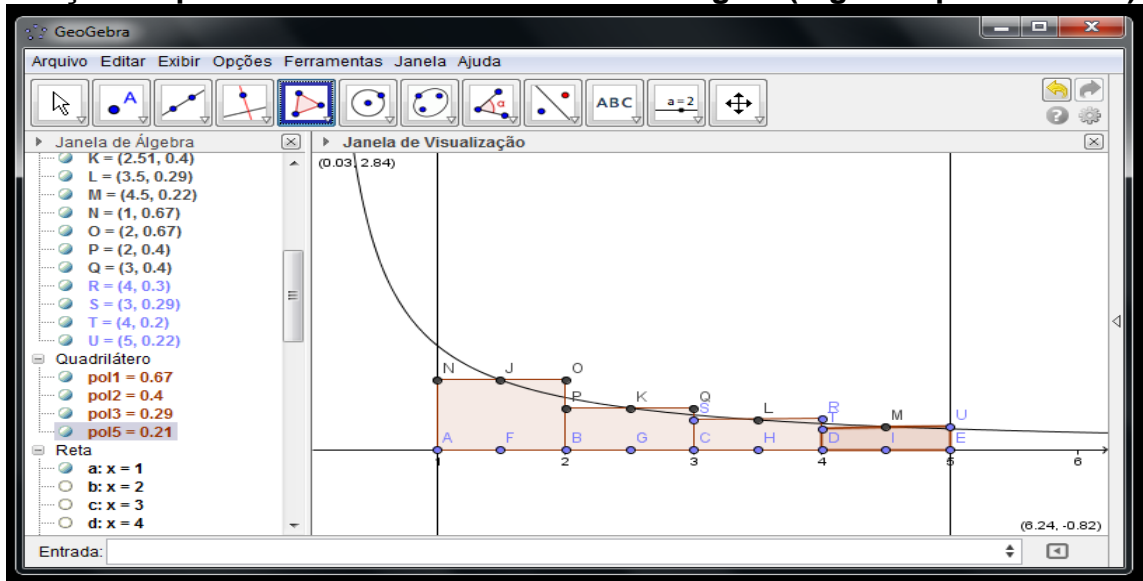 GeoGebra
Arquivo Editar Exibir Opções Ferramentas Janela Ajuda
A
α
ABC
a=2
Janela de Álgebra
K = (2.51, 0.4)
L = (3.5, 0.29)
M = (4.5, 0.22)
N = (1, 0.67)
O = (2, 0.67)
P = (2, 0.4)
Q = (3, 0.4)
R = (4, 0.3)
S = (3, 0.29)
T = (4, 0.2)
U = (5, 0.22)
Quadrilátero
pol1 = 0.67
pol2 = 0.4
pol3 = 0.29
pol5 = 0.21
Reta
a: x = 1
b: x = 2
c: x = 3
d: x = 4
Janela de Visualização
(0.03, 2.84)
N J O
P K Q
S L R
T M U
A F B G C H D I E
1 2 3 4 5 6
(6.24, -0.82)
Entrada: